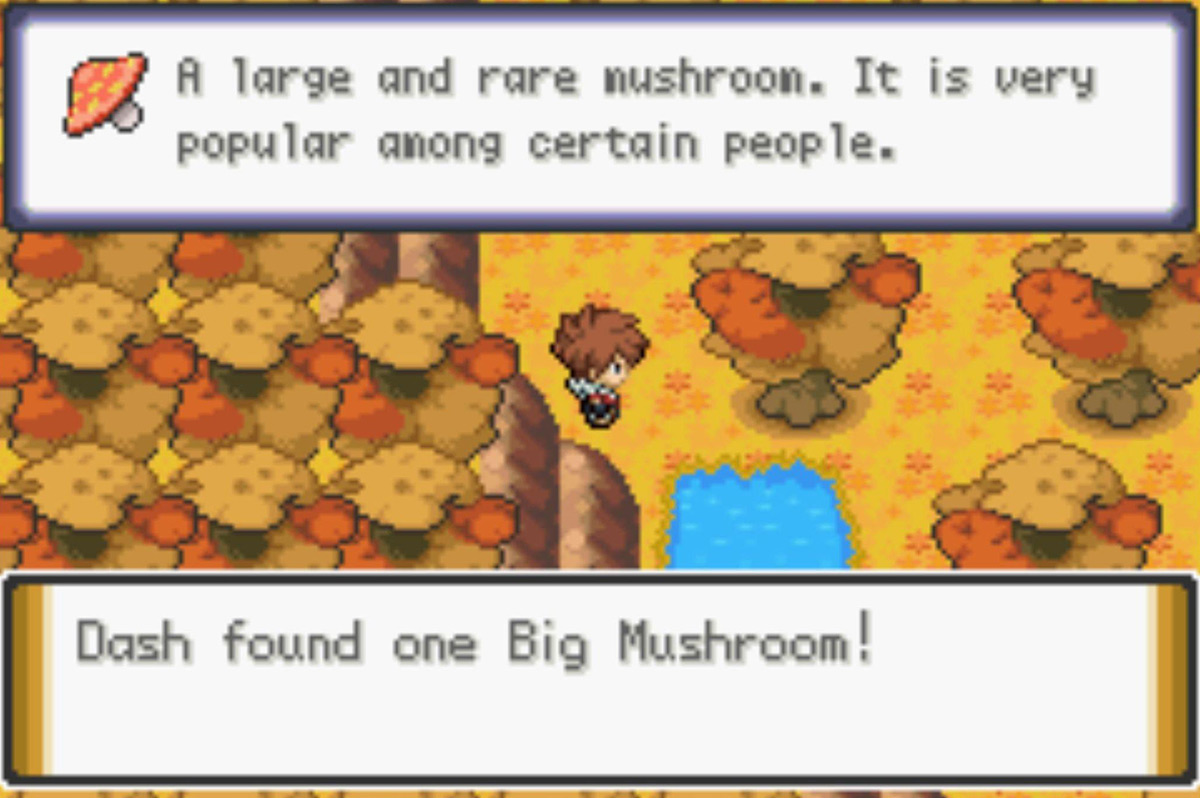 A large and rare mushroom. It is very
popular among certain people.
Dash found one Big Mushroom!